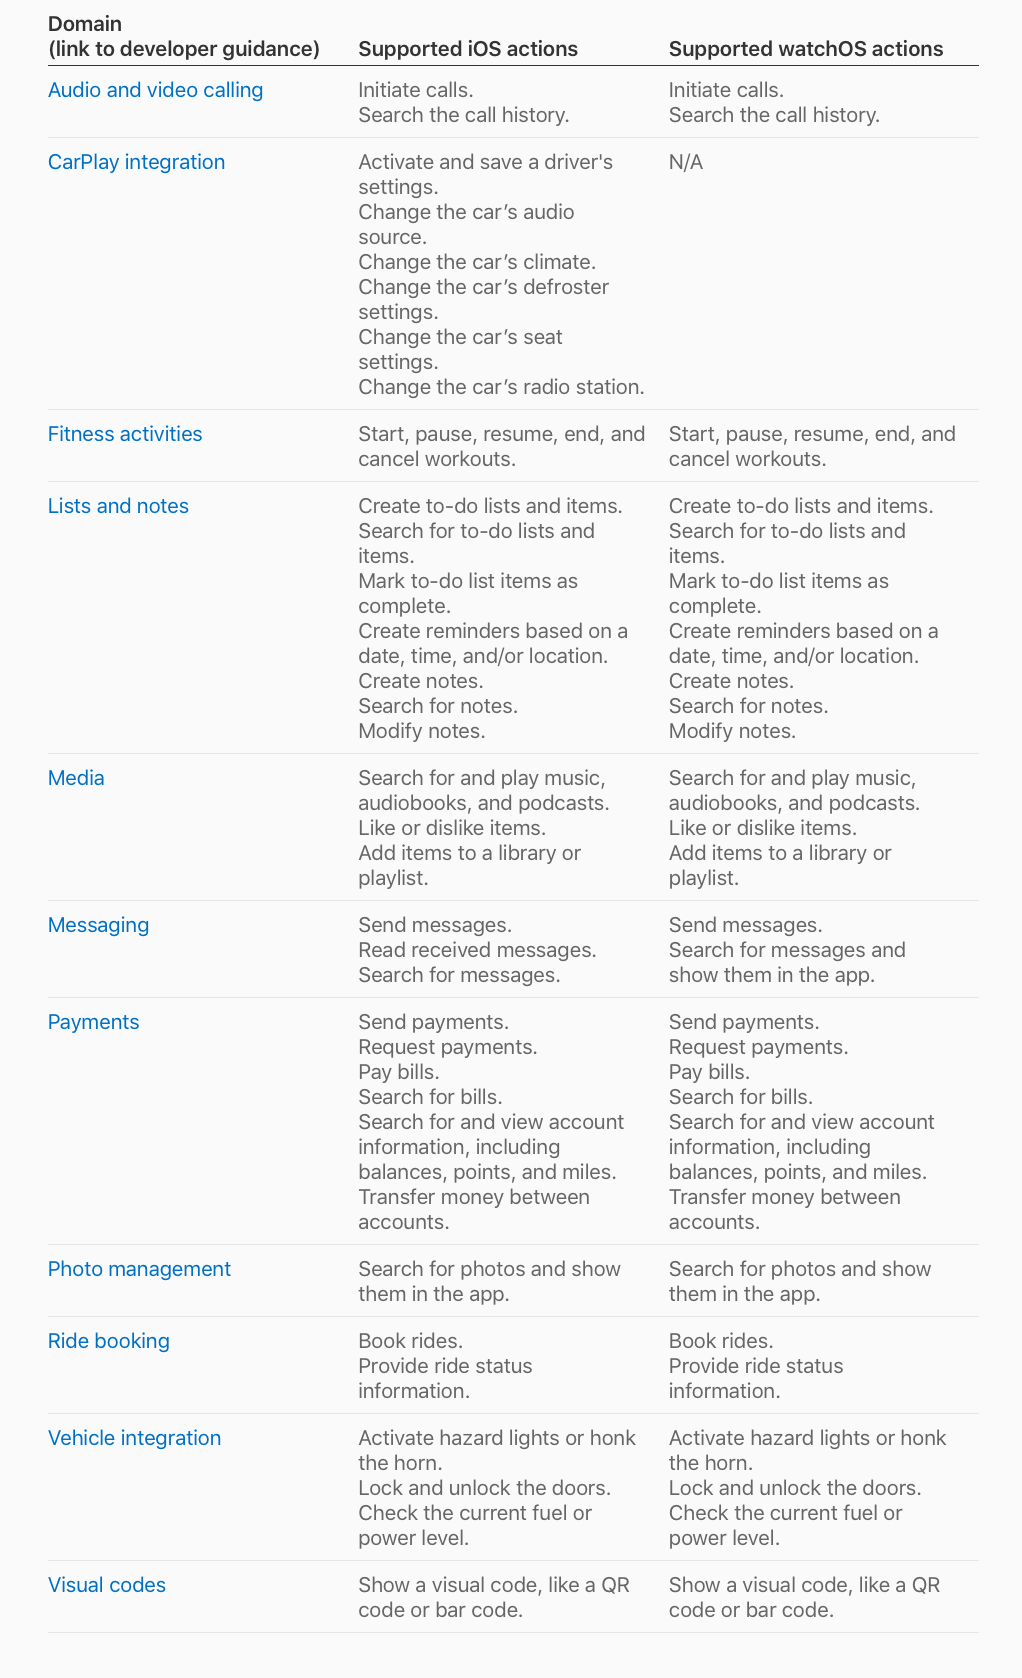 Domain
(link to developer guidance)
Supported iOS actions
Supported watchOS actions
Audio and video calling
Initiate calls.
Search the call history.
Initiate calls.
Search the call history.
CarPlay integration
Activate and save a driver's
settings.
Change the car’s audio
source.
Change the car’s climate.
Change the car’s defroster
settings.
Change the car’s seat
settings.
Change the car’s radio station.
N/A
Fitness activities
Start, pause, resume, end, and
cancel workouts.
Start, pause, resume, end, and
cancel workouts.
Lists and notes
Create to-do lists and items.
Search for to-do lists and
items.
Mark to-do list items as
complete.
Create reminders based on a
date, time, and/or location.
Create notes.
Search for notes.
Modify notes.
Create to-do lists and items.
Search for to-do lists and
items.
Mark to-do list items as
complete.
Create reminders based on a
date, time, and/or location.
Create notes.
Search for notes.
Modify notes.
Media
Search for and play music,
audiobooks, and podcasts.
Like or dislike items.
Add items to a library or
playlist.
Search for and play music,
audiobooks, and podcasts.
Like or dislike items.
Add items to a library or
playlist.
Messaging
Send messages.
Read received messages.
Search for messages.
Send messages.
Search for messages and
show them in the app.
Payments
Send payments.
Request payments.
Pay bills.
Search for bills.
Search for and view account
information, including
balances, points, and miles.
Transfer money between
accounts.
Send payments.
Request payments.
Pay bills.
Search for bills.
Search for and view account
information, including
balances, points, and miles.
Transfer money between
accounts.
Photo management
Search for photos and show
them in the app.
Search for photos and show
them in the app.
Ride booking
Book rides.
Provide ride status
information.
Book rides.
Provide ride status
information.
Vehicle integration
Activate hazard lights or honk
the horn.
Lock and unlock the doors.
Check the current fuel or
power level.
Activate hazard lights or honk
the horn.
Lock and unlock the doors.
Check the current fuel or
power level.
Visual codes
Show a visual code, like a QR
code or bar code.
Show a visual code, like a QR
code or bar code.